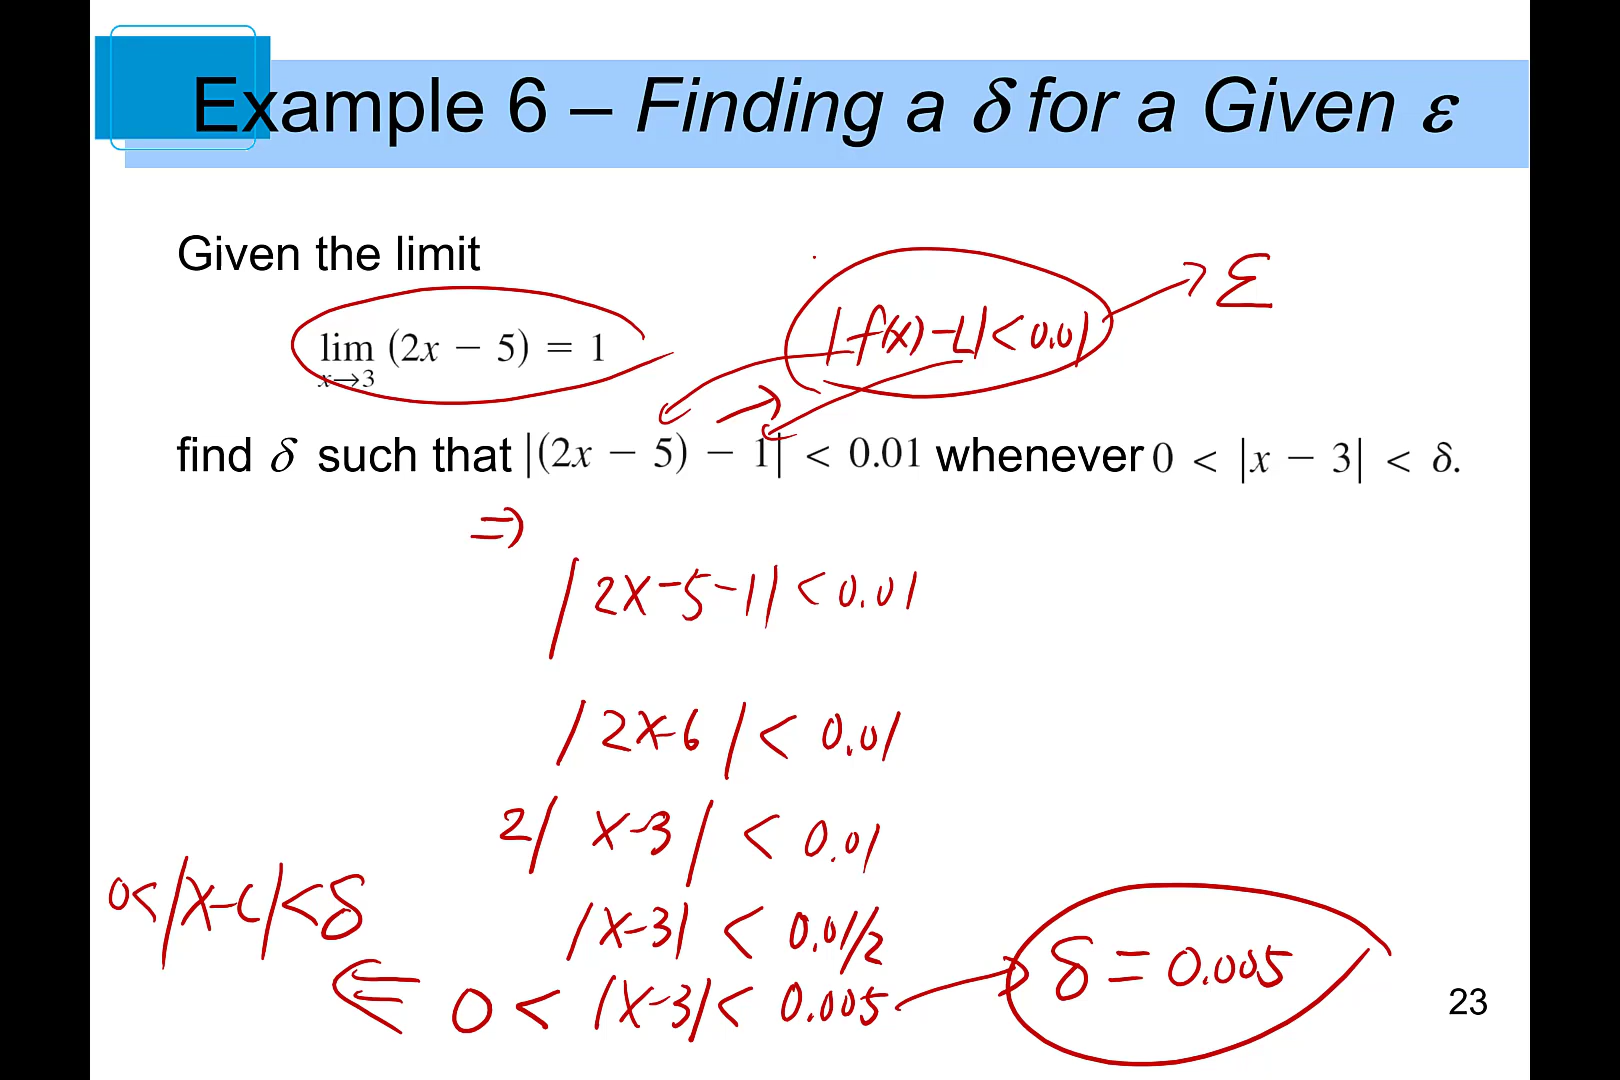 Example 6 – Finding a δ for a Given ε
Given the limit
|f(x)-L|<0.01 → Σ
lim (2x − 5) = 1
x→3
find δ such that |(2x − 5) − 1| < 0.01 whenever 0 < |x − 3| < δ.
⇒
|2x-5-1|<0.01
|2x-6|<0.01
2|x-3|<0.01
0<|x-c|<δ
|x-3|<0.01/2
⇐ 0<|x-3|<0.005 → δ=0.005
23